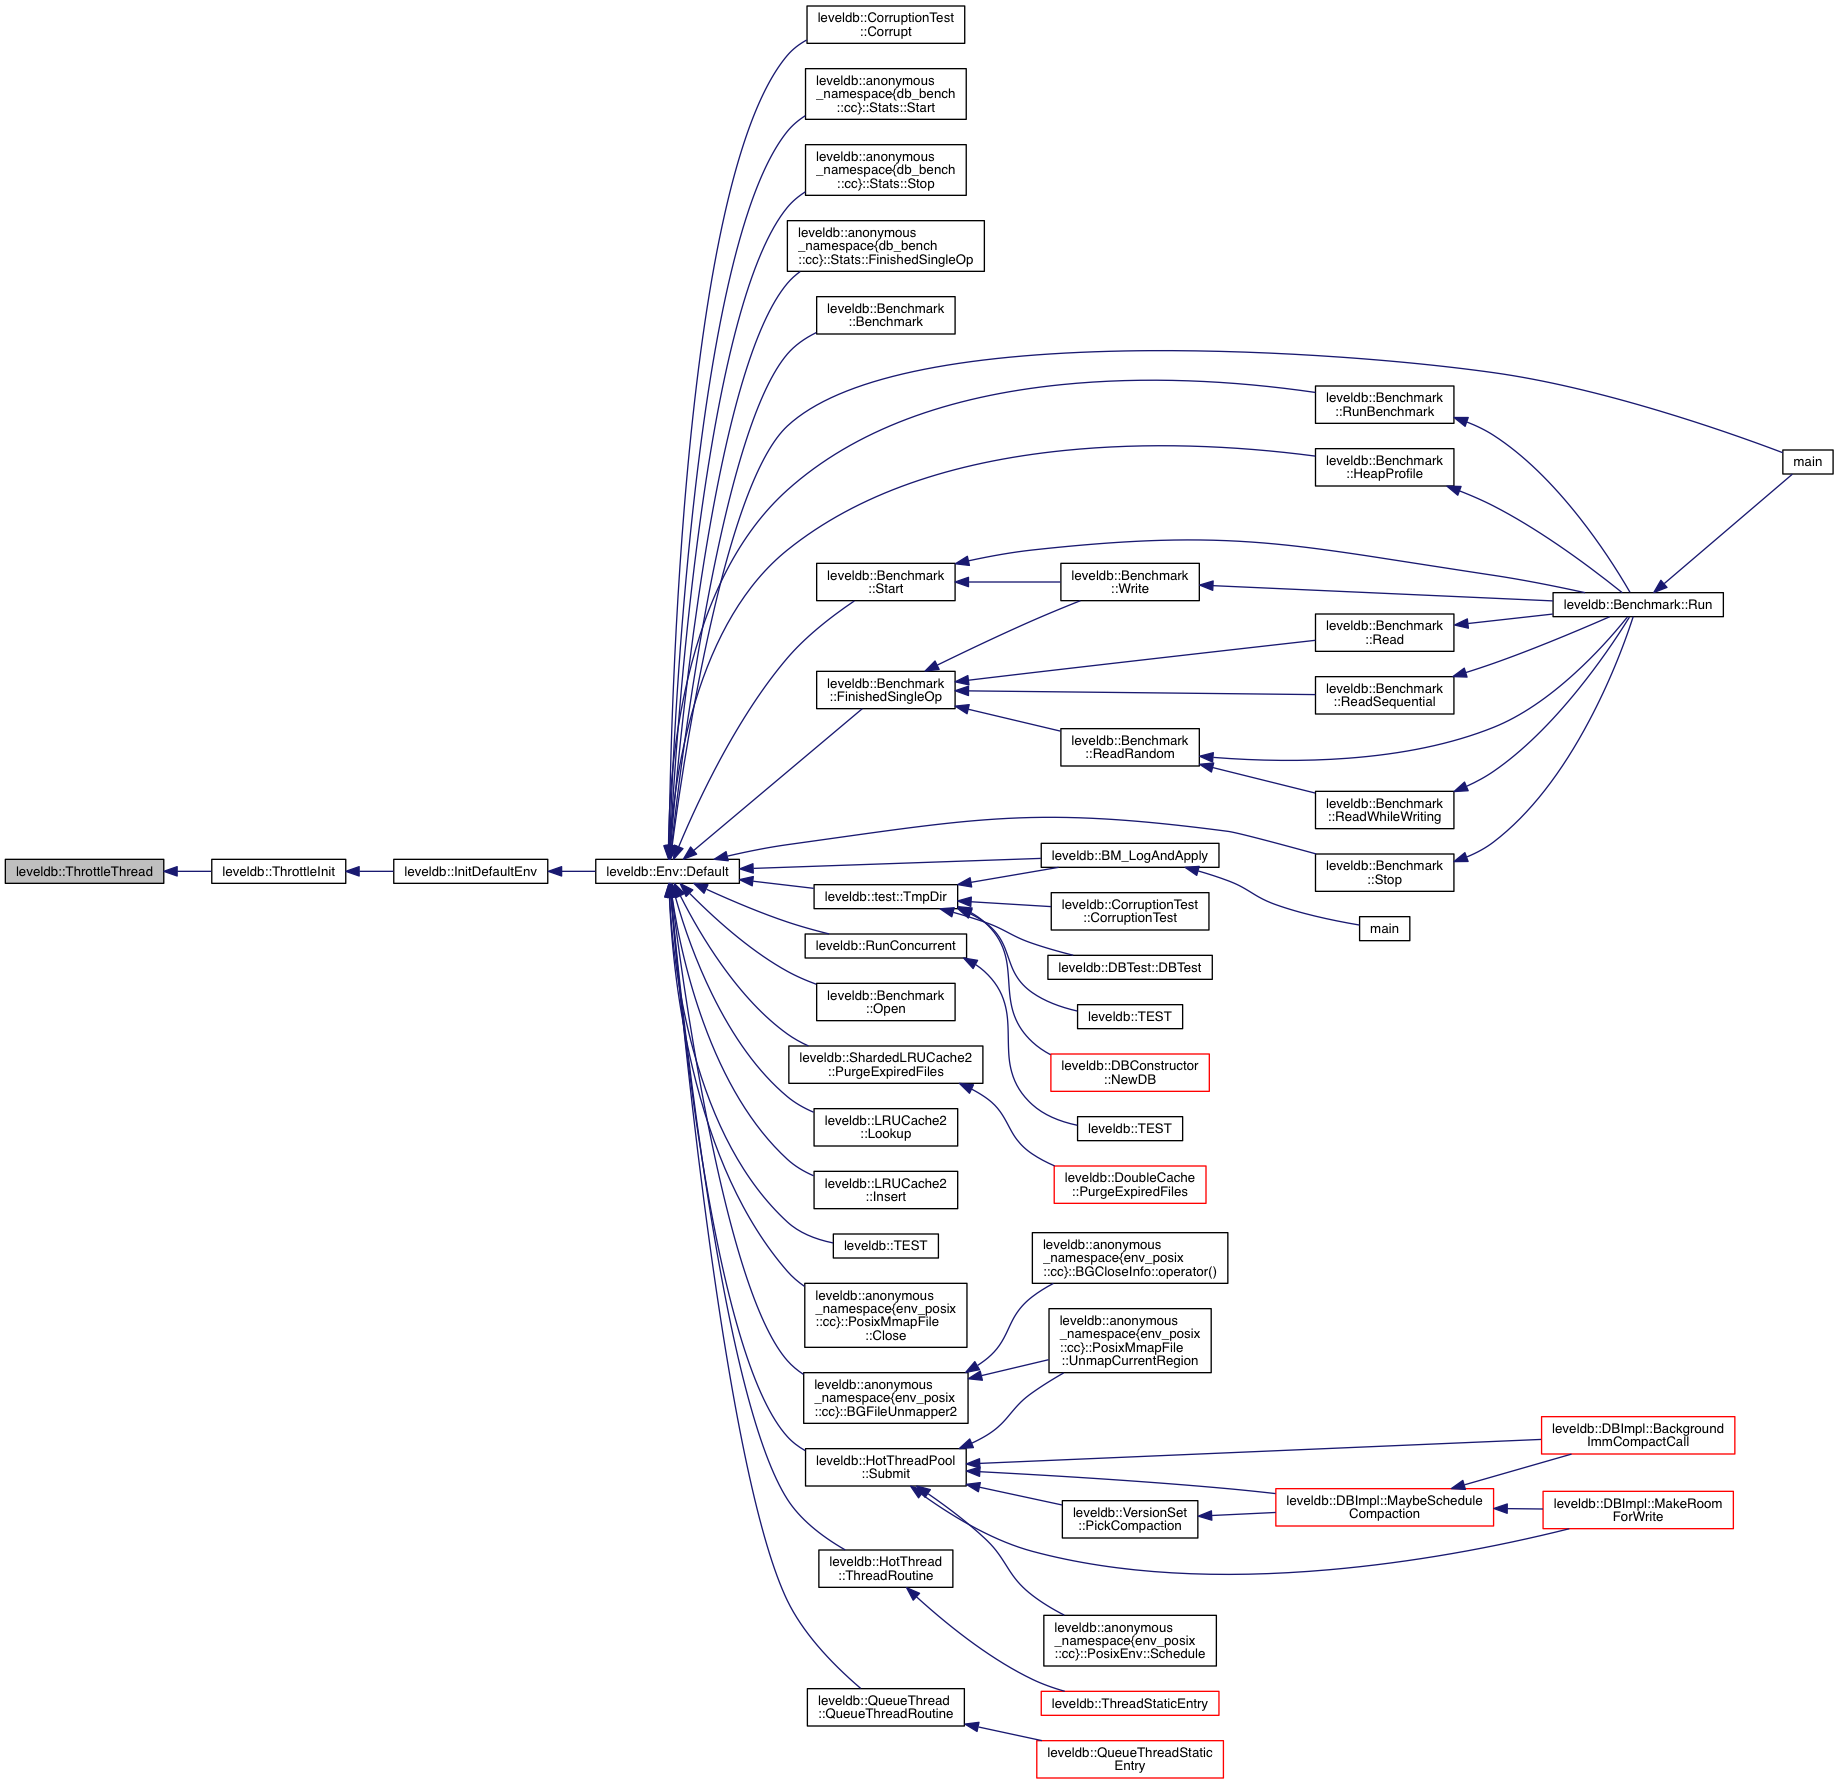 leveldb::CorruptionTest
::Corrupt
leveldb::anonymous
_namespace{db_bench
::cc}::Stats::Start
leveldb::anonymous
_namespace{db_bench
::cc}::Stats::Stop
leveldb::anonymous
_namespace{db_bench
::cc}::Stats::FinishedSingleOp
leveldb::Benchmark
::Benchmark
leveldb::Benchmark
::RunBenchmark
main
leveldb::Benchmark
::HeapProfile
leveldb::Benchmark
::Start
leveldb::Benchmark
::Write
leveldb::Benchmark::Run
leveldb::Benchmark
::Read
leveldb::Benchmark
::FinishedSingleOp
leveldb::Benchmark
::ReadSequential
leveldb::Benchmark
::ReadRandom
leveldb::Benchmark
::ReadWhileWriting
leveldb::ThrottleThread
leveldb::ThrottleInit
leveldb::InitDefaultEnv
leveldb::Env::Default
leveldb::BM_LogAndApply
leveldb::Benchmark
::Stop
leveldb::test::TmpDir
leveldb::CorruptionTest
::CorruptionTest
main
leveldb::RunConcurrent
leveldb::DBTest::DBTest
leveldb::Benchmark
::Open
leveldb::TEST
leveldb::ShardedLRUCache2
::PurgeExpiredFiles
leveldb::DBConstructor
::NewDB
leveldb::LRUCache2
::Lookup
leveldb::TEST
leveldb::LRUCache2
::Insert
leveldb::DoubleCache
::PurgeExpiredFiles
leveldb::TEST
leveldb::anonymous
_namespace{env_posix
::cc}::BGCloseInfo::operator()
leveldb::anonymous
_namespace{env_posix
::cc}::PosixMmapFile
::Close
leveldb::anonymous
_namespace{env_posix
::cc}::PosixMmapFile
::UnmapCurrentRegion
leveldb::anonymous
_namespace{env_posix
::cc}::BGFileUnmapper2
leveldb::HotThreadPool
::Submit
leveldb::DBImpl::Background
ImmCompactCall
leveldb::VersionSet
::PickCompaction
leveldb::DBImpl::MaybeSchedule
Compaction
leveldb::DBImpl::MakeRoom
ForWrite
leveldb::HotThread
::ThreadRoutine
leveldb::anonymous
_namespace{env_posix
::cc}::PosixEnv::Schedule
leveldb::QueueThread
::QueueThreadRoutine
leveldb::ThreadStaticEntry
leveldb::QueueThreadStatic
Entry